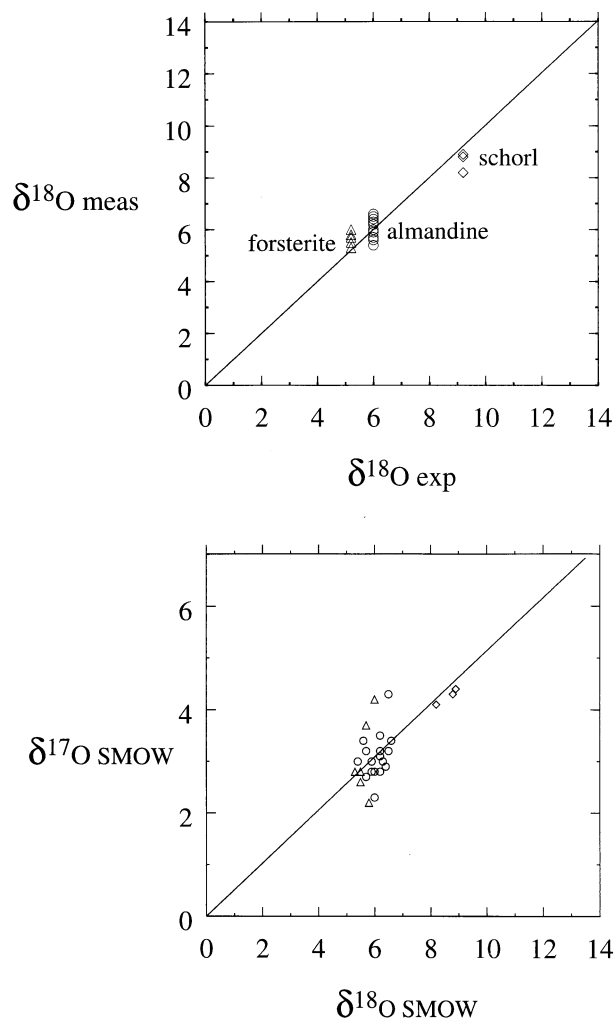 14
12
10
8
6
4
2
0
δ18O meas
schorl
forsterite
almandine
0 2 4 6 8 10 12 14
δ18O exp
6
4
2
0
δ17O SMOW
0 2 4 6 8 10 12 14
δ18O SMOW